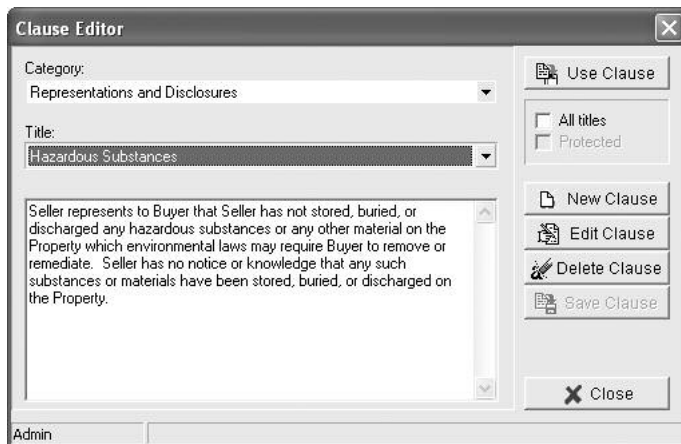 Clause Editor
Category:
Representations and Disclosures
Title:
Hazardous Substances
Seller represents to Buyer that Seller has not stored, buried, or
discharged any hazardous substances or any other material on the
Property which environmental laws may require Buyer to remove or
remediate.  Seller has no notice or knowledge that any such
substances or materials have been stored, buried, or discharged on
the Property.
Use Clause
All titles
Protected
New Clause
Edit Clause
Delete Clause
Save Clause
Close
Admin